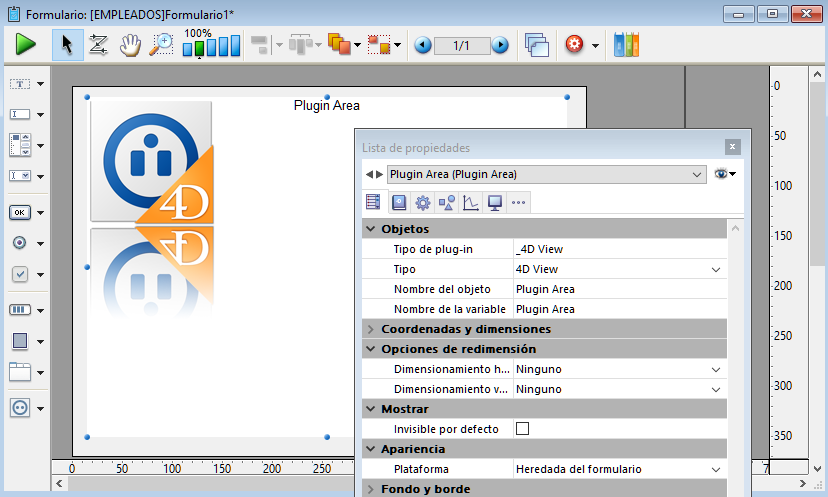 Formulario: [EMPLEADOS]Formulario1*
100%
1/1
T
OK
Plugin Area
4D
4D
0
50
100
150
200
250
300
350
0
50
100
150
200
250
7
Lista de propiedades
Plugin Area (Plugin Area)
Objetos
Tipo de plug-in _4D View
Tipo 4D View
Nombre del objeto Plugin Area
Nombre de la variable Plugin Area
Coordenadas y dimensiones
Opciones de redimensión
Dimensionamiento h... Ninguno
Dimensionamiento v... Ninguno
Mostrar
Invisible por defecto
Apariencia
Plataforma Heredada del formulario
Fondo y borde